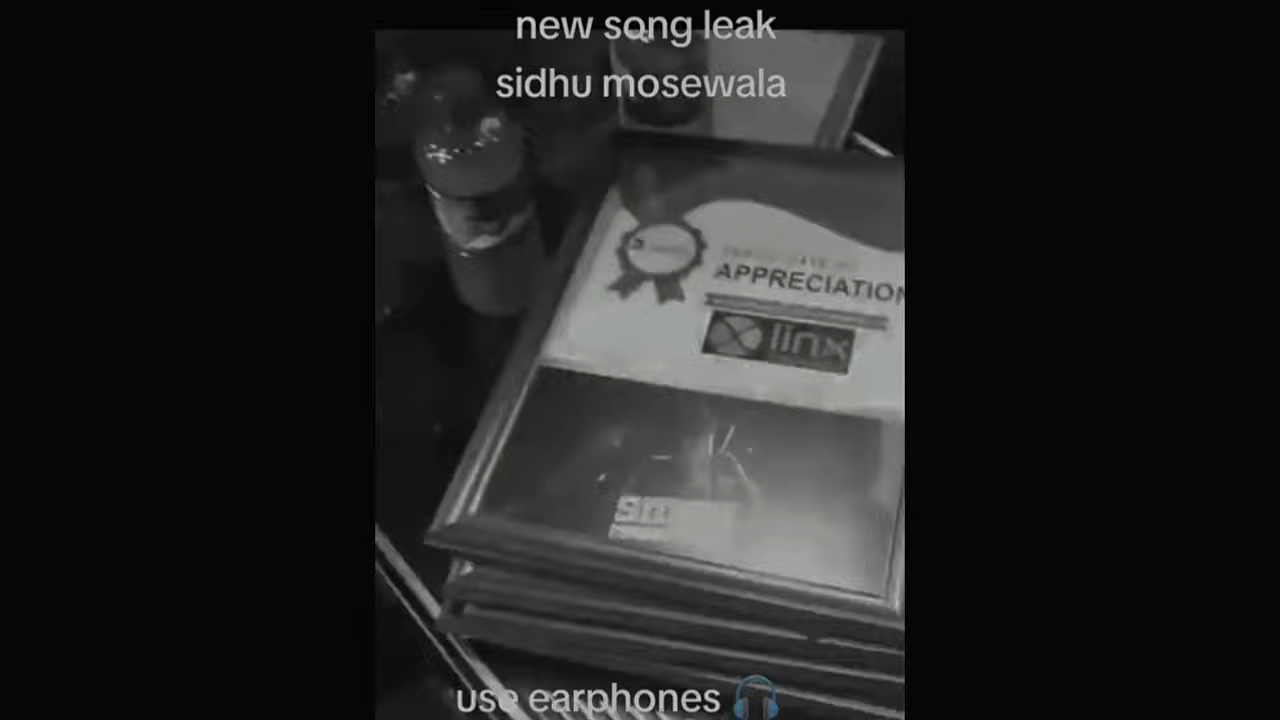 new song leak
sidhu mosewala
APPRECIATION
linx
use earphones 🎧